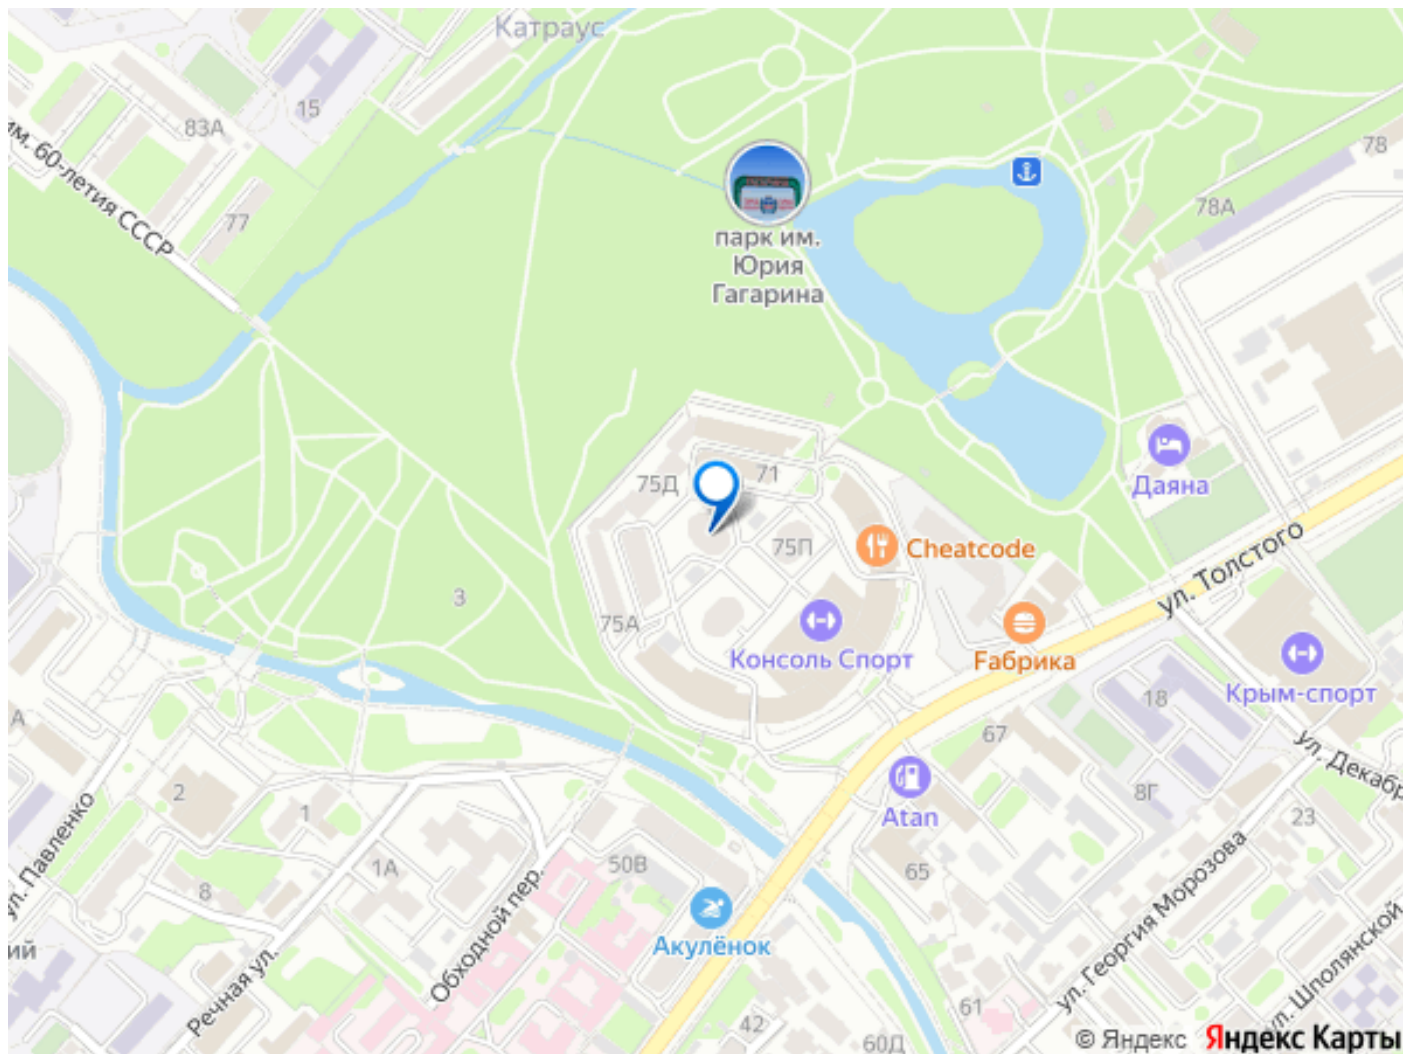 Катраус
15
83А
78
им. 60-летия СССР
77
78А
парк им.
Юрия
Гагарина
75Д
71
Даяна
75П
Cheatcode
ул. Толстого
3
75А
Консоль Спорт
Fабрика
Крым-спорт
18
67
А
ул. Декабр
2
1
Atan
8Г
23
ул. Павленко
1А
50В
65
8
Обходной пер.
Акулёнок
ий
Речная ул.
ул. Георгия Морозова
ул. Шполянской
61
42
60Д
© Яндекс Яндекс Карты